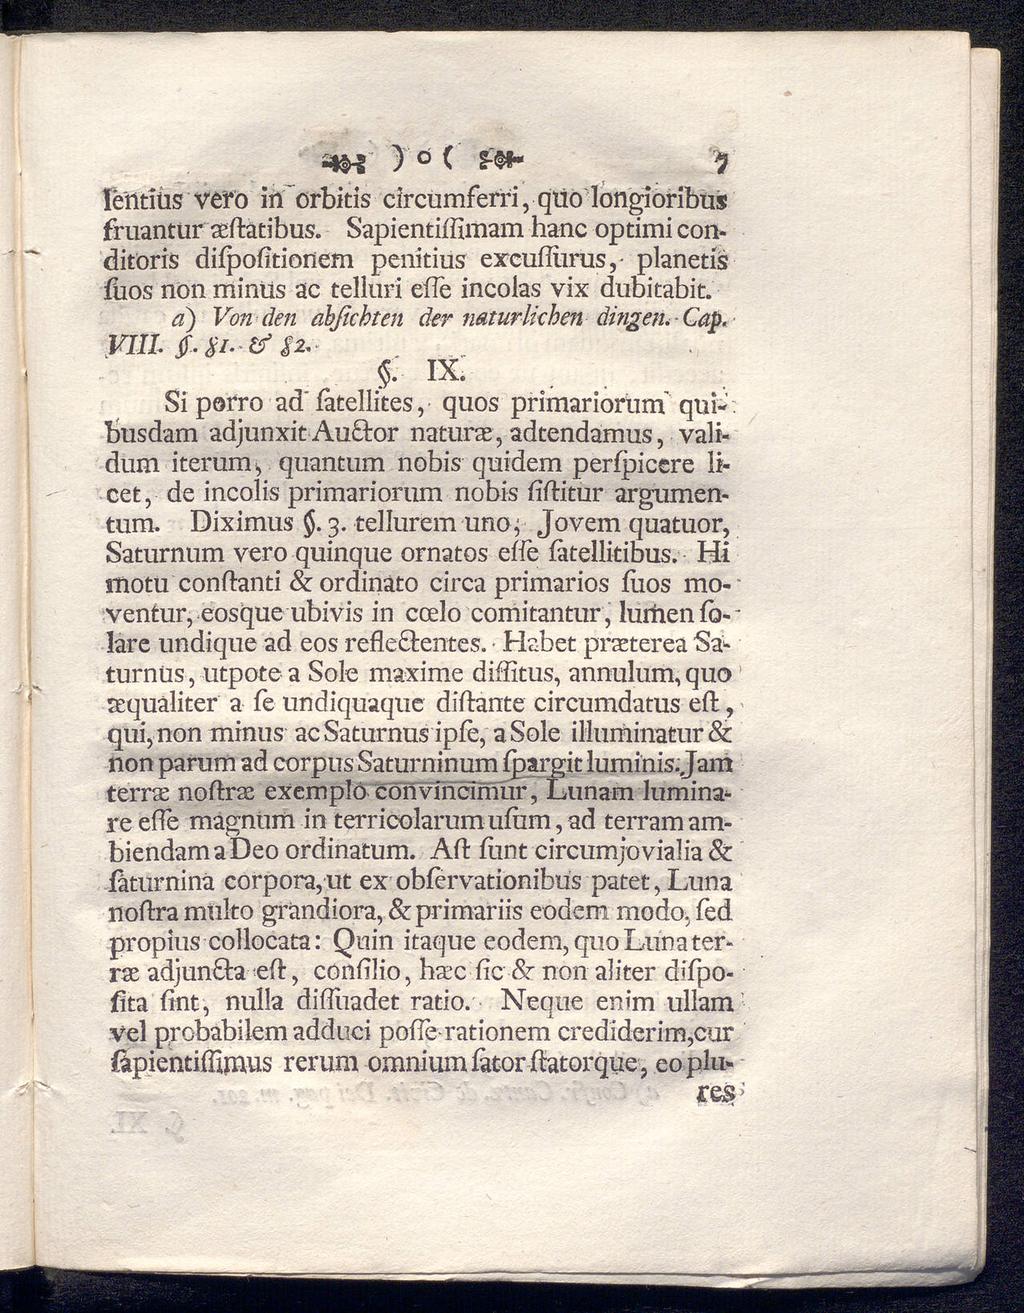 ) o ( 7
ſentius vero in orbitis circumferri, quo longioribus
fruantur æſtatibus. Sapientiſſimam hanc optimi con-
ditoris diſpoſitionem penitius excuſſurus, planetis
ſuos non minus ac telluri eſſe incolas vix dubitabit.
a) Von den abſichten der naturlichen dingen. Cap.
VIII. §. 81. & 82.
§. IX.
Si porro ad ſatellites, quos primariorum qui-
busdam adjunxit Auctor naturæ, adtendamus, vali-
dum iterum, quantum nobis quidem perſpicere li-
cet, de incolis primariorum nobis ſiſtitur argumen-
tum. Diximus §. 3. tellurem uno, Jovem quatuor,
Saturnum vero quinque ornatos eſſe ſatellitibus. Hi
motu conſtanti & ordinato circa primarios ſuos mo-
ventur, eosque ubivis in cœlo comitantur, lumen ſo-
lare undique ad eos reflectentes. Habet præterea Sa-
turnus, utpote a Sole maxime diſſitus, annulum, quo
æqualiter a ſe undiquaque diſtante circumdatus eſt,
qui, non minus ac Saturnus ipſe, a Sole illuminatur &
non parum ad corpus Saturninum ſpargit luminis. Jam
terræ noſtræ exemplo convincimur, Lunam lumina-
re eſſe magnum in terricolarum uſum, ad terram am-
biendam a Deo ordinatum. Aſt ſunt circumjovialia &
ſaturnina corpora, ut ex obſervationibus patet, Luna
noſtra multo grandiora, & primariis eodem modo, ſed
propius collocata: Quin itaque eodem, quo Luna ter-
ræ adjuncta eſt, conſilio, hæc ſic & non aliter diſpo-
ſita ſint, nulla diſſuadet ratio. Neque enim ullam
vel probabilem adduci poſſe rationem crediderim, cur
ſapientiſſimus rerum omnium ſator ſtatorque, eo plu-
res